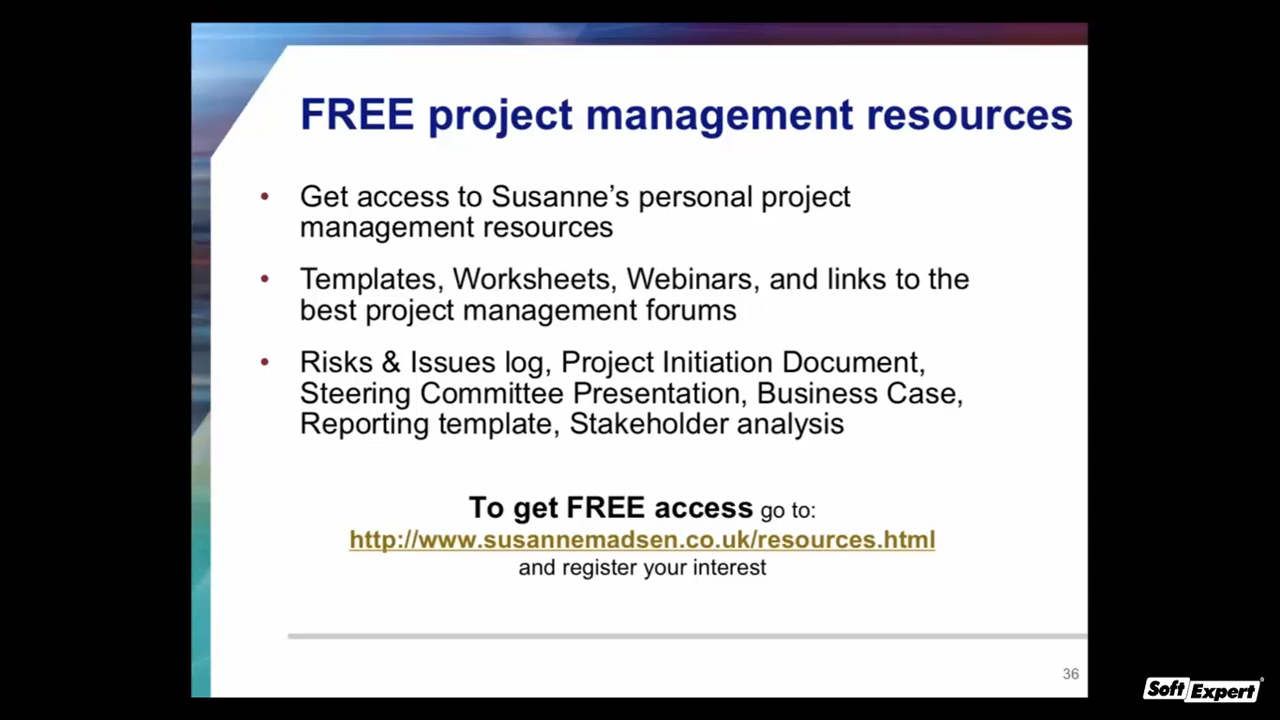 FREE project management resources
• Get access to Susanne’s personal project
management resources
• Templates, Worksheets, Webinars, and links to the
best project management forums
• Risks & Issues log, Project Initiation Document,
Steering Committee Presentation, Business Case,
Reporting template, Stakeholder analysis
To get FREE access go to:
http://www.susannemadsen.co.uk/resources.html
and register your interest
36
SoftExpert®